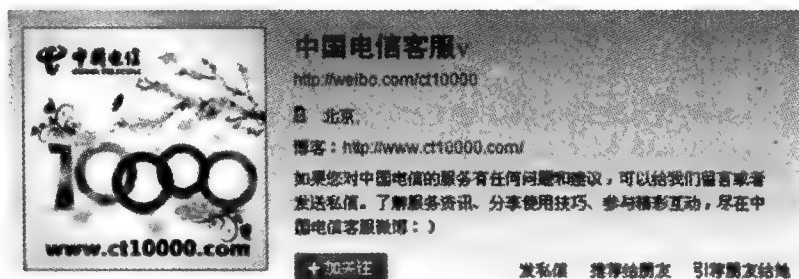 中国电信
10000
www.ct10000.com
中国电信客服v
http://weibo.com/ct10000
北京
博客：http://www.ct10000.com/
如果您对中国电信的服务有任何问题和建议，可以给我们留言或者
发送私信。了解服务资讯、分享使用技巧、参与精彩互动，尽在中
国电信客服微博：）
+加关注
发私信 推荐给朋友 引荐朋友给她